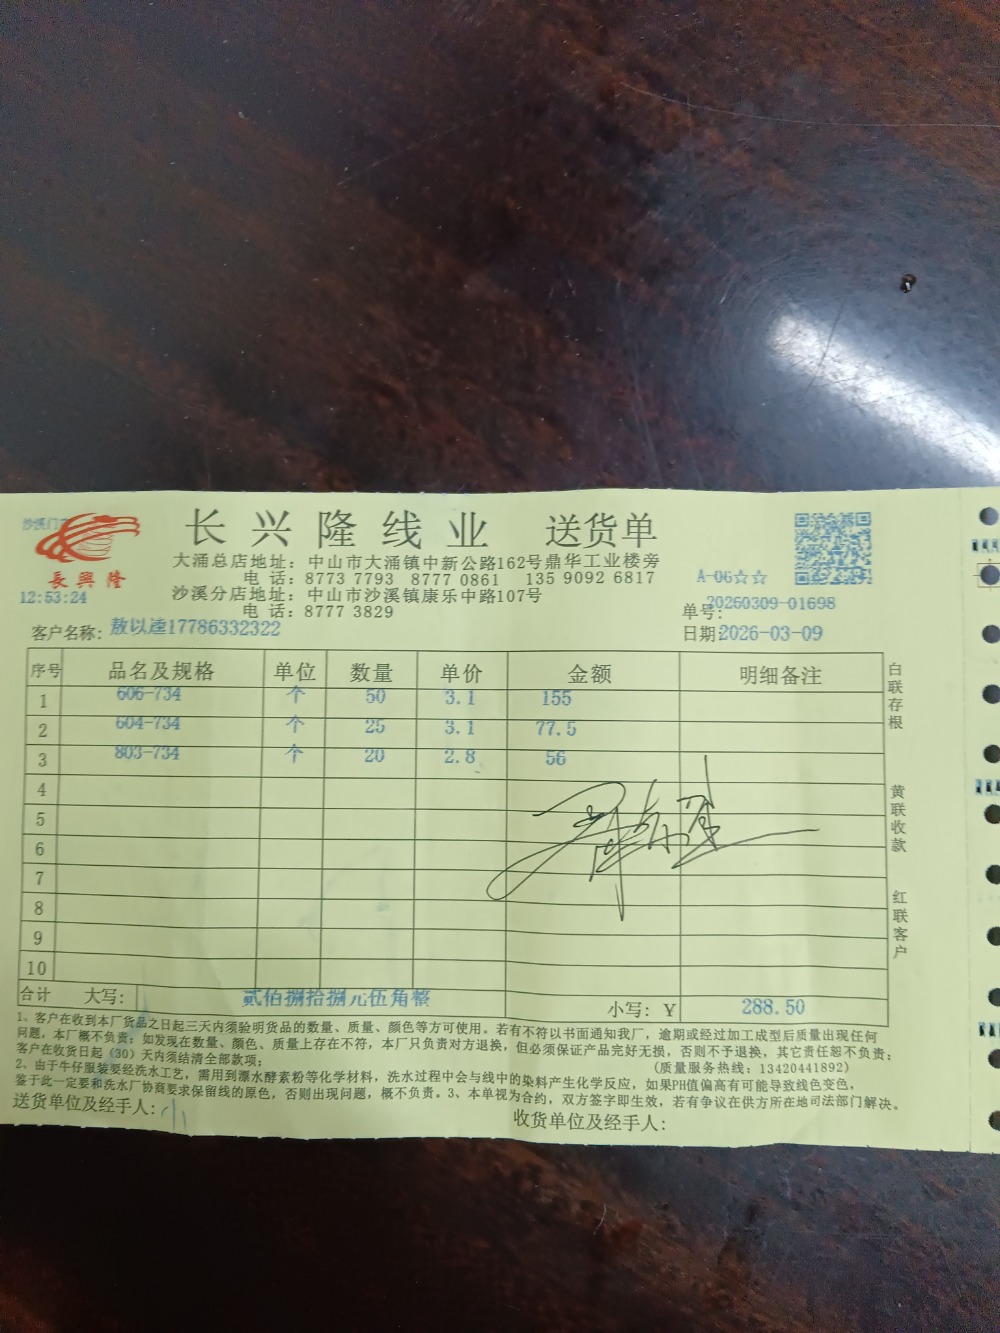 沙溪门
長興隆
12:53:24
长兴隆线业 送货单
大涌总店地址：中山市大涌镇中新公路162号鼎华工业楼旁
电话：8773 7793 8777 0861 135 9092 6817
沙溪分店地址：中山市沙溪镇康乐中路107号
电话：8777 3829
A-06☆☆
单号：20260309-01698
客户名称：敖以逵17786332322
日期2026-03-09
序号 品名及规格 单位 数量 单价 金额 明细备注
1 606-734 个 50 3.1 155
2 604-734 个 25 3.1 77.5
3 803-734 个 20 2.8 56
4
5
6
7
8
9
10
白联存根
黄联收款
红联客户
合计 大写：贰佰捌拾捌元伍角整 小写：￥ 288.50
1、客户在收到本厂货品之日起三天内须验明货品的数量、质量、颜色等方可使用。若有不符以书面通知我厂，逾期或经过加工成型后质量出现任何
问题，本厂概不负责；如发现在数量、颜色、质量上存在不符，本厂只负责对方退换，但必须保证产品完好无损，否则不予退换，其它责任恕不负责；
客户在收货日起（30）天内须结清全部款项； （质量服务热线：13420441892）
2、由于牛仔服装要经洗水工艺，需用到漂水酵素粉等化学材料，洗水过程中会与线中的染料产生化学反应，如果PH值偏高有可能导致线色变色，
鉴于此一定要和洗水厂协商要求保留线的原色，否则出现问题，概不负责。3、本单视为合约，双方签字即生效，若有争议在供方所在地司法部门解决。
送货单位及经手人：
收货单位及经手人：